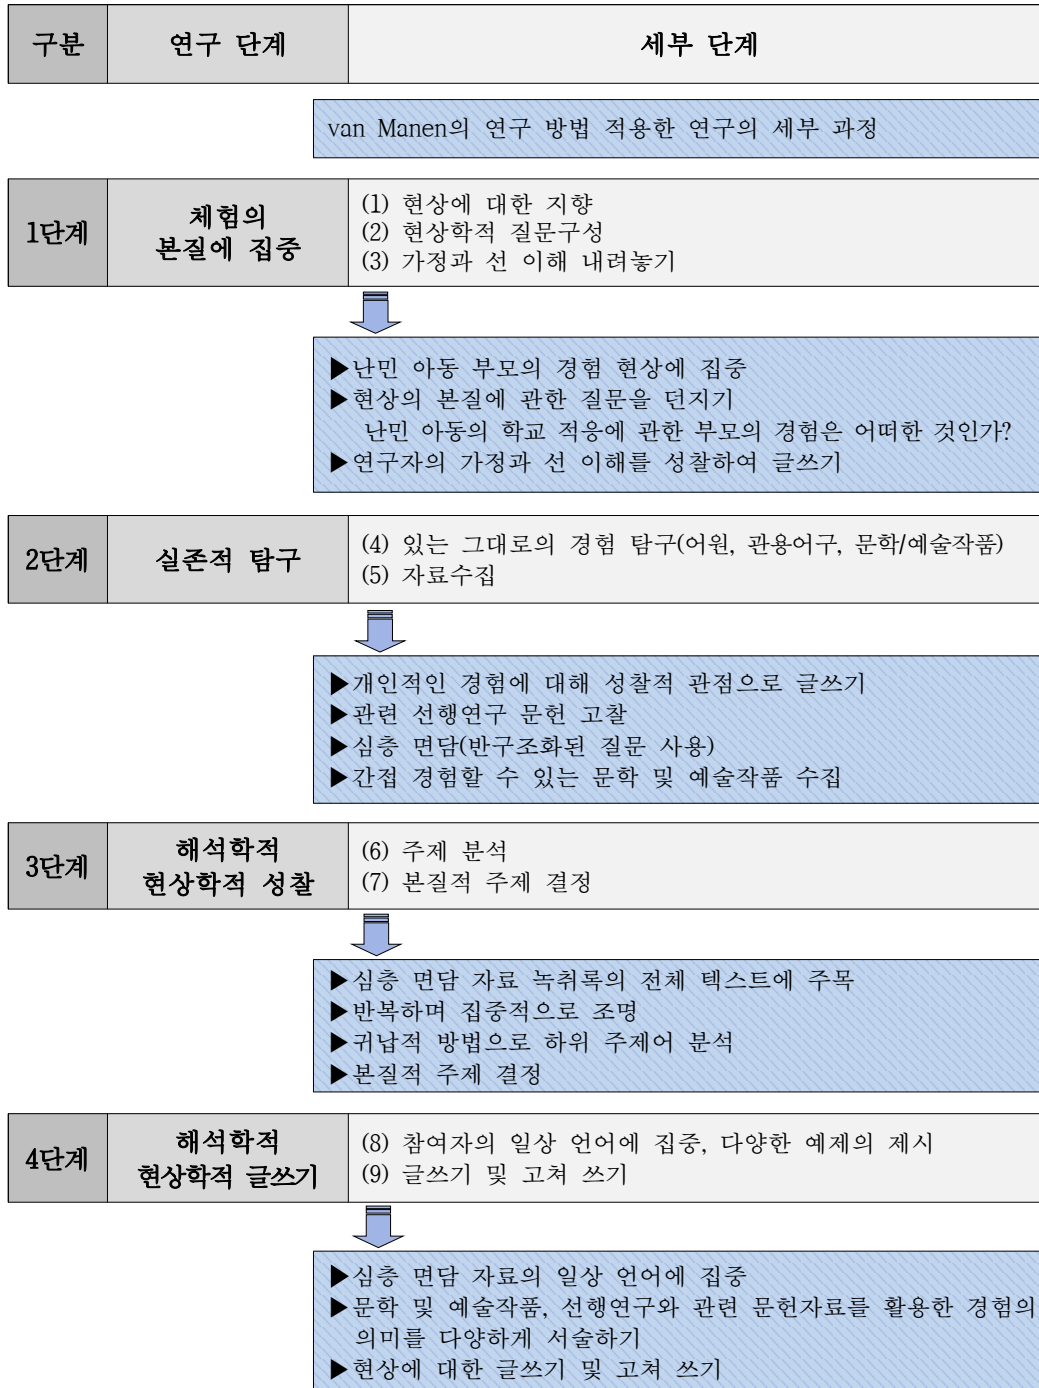 구분 연구 단계 세부 단계
van Manen의 연구 방법 적용한 연구의 세부 과정
1단계
체험의
본질에 집중
(1) 현상에 대한 지향
(2) 현상학적 질문구성
(3) 가정과 선 이해 내려놓기
▶난민 아동 부모의 경험 현상에 집중
▶현상의 본질에 관한 질문을 던지기
난민 아동의 학교 적응에 관한 부모의 경험은 어떠한 것인가?
▶연구자의 가정과 선 이해를 성찰하여 글쓰기
2단계
실존적 탐구
(4) 있는 그대로의 경험 탐구(어원, 관용어구, 문학/예술작품)
(5) 자료수집
▶개인적인 경험에 대해 성찰적 관점으로 글쓰기
▶관련 선행연구 문헌 고찰
▶심층 면담(반구조화된 질문 사용)
▶간접 경험할 수 있는 문학 및 예술작품 수집
3단계
해석학적
현상학적 성찰
(6) 주제 분석
(7) 본질적 주제 결정
▶심층 면담 자료 녹취록의 전체 텍스트에 주목
▶반복하며 집중적으로 조명
▶귀납적 방법으로 하위 주제어 분석
▶본질적 주제 결정
4단계
해석학적
현상학적 글쓰기
(8) 참여자의 일상 언어에 집중, 다양한 예제의 제시
(9) 글쓰기 및 고쳐 쓰기
▶심층 면담 자료의 일상 언어에 집중
▶문학 및 예술작품, 선행연구와 관련 문헌자료를 활용한 경험의
의미를 다양하게 서술하기
▶현상에 대한 글쓰기 및 고쳐 쓰기